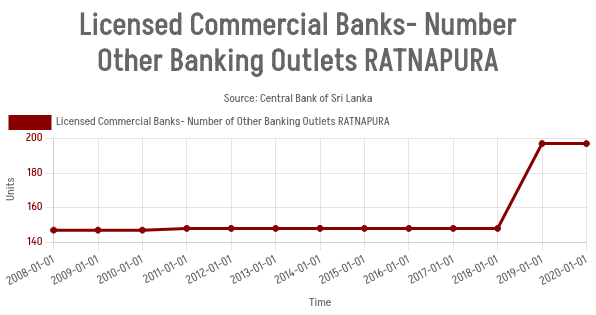 Licensed Commercial Banks- Number
Other Banking Outlets RATNAPURA
Source: Central Bank of Sri Lanka
Licensed Commercial Banks- Number of Other Banking Outlets RATNAPURA
200
180
160
140
Units
2008-01-01
2009-01-01
2010-01-01
2011-01-01
2012-01-01
2013-01-01
2014-01-01
2015-01-01
2016-01-01
2017-01-01
2018-01-01
2019-01-01
2020-01-01
Time